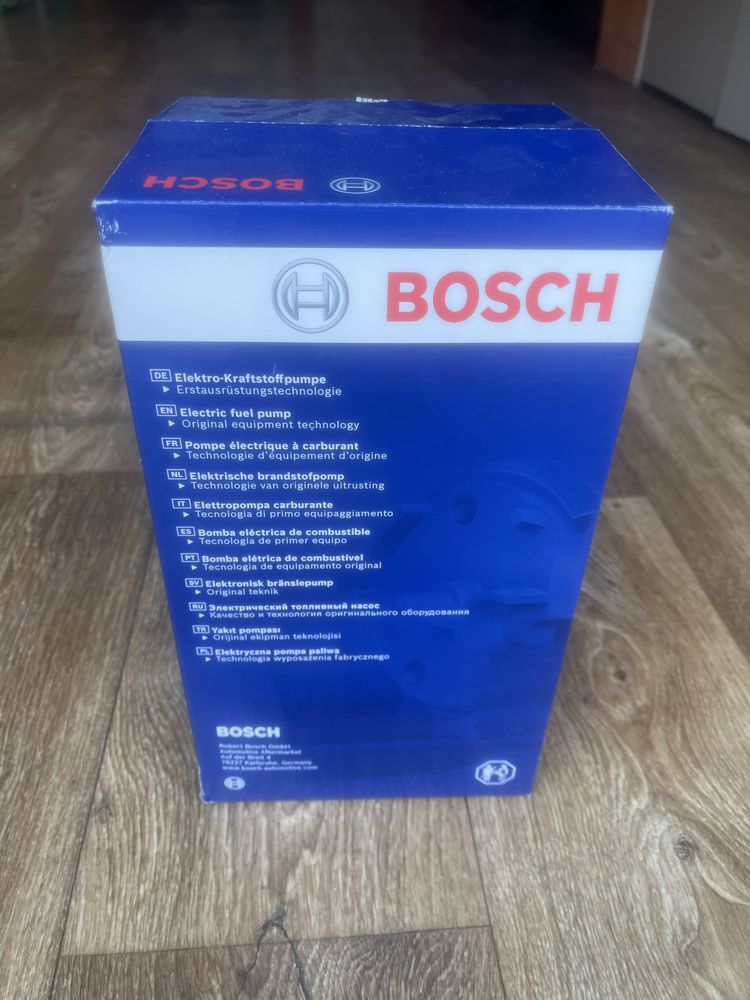 BOSCH
BOSCH
DE Elektro-Kraftstoffpumpe
▸ Erstausrüstungstechnologie
EN Electric fuel pump
▸ Original equipment technology
FR Pompe électrique à carburant
▸ Technologie d'équipement d'origine
NL Elektrische brandstofpomp
▸ Technologie van originele uitrusting
IT Elettropompa carburante
▸ Tecnologia di primo equipaggiamento
ES Bomba eléctrica de combustible
▸ Tecnología de primer equipo
PT Bomba elétrica de combustível
▸ Tecnologia de equipamento original
SV Elektronisk bränslepump
▸ Original teknik
RU Электрический топливный насос
▸ Качество и технология оригинального оборудования
TR Yakıt pompası
▸ Orijinal ekipman teknolojisi
PL Elektryczna pompa paliwa
▸ Technologia wyposażenia fabrycznego
BOSCH
Robert Bosch GmbH
Automotive Aftermarket
Auf der Breit 4
76227 Karlsruhe, Germany
www.bosch-automotive.com